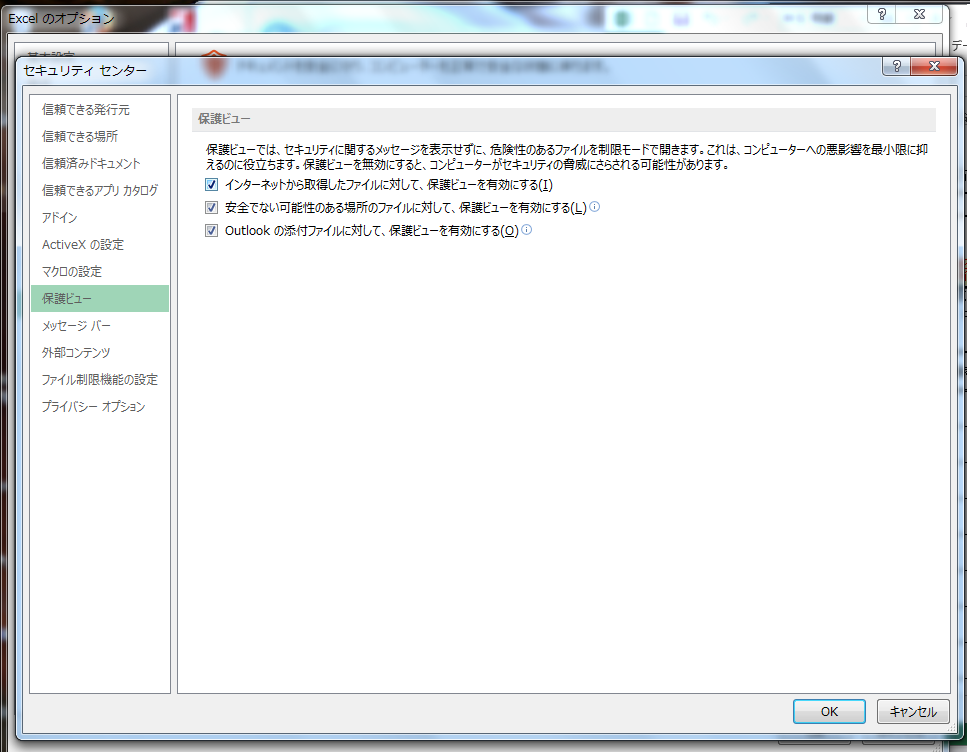 Excel のオプション
基本設定
セキュリティ センター
信頼できる発行元
信頼できる場所
信頼済みドキュメント
信頼できるアプリ カタログ
アドイン
ActiveX の設定
マクロの設定
保護ビュー
メッセージ バー
外部コンテンツ
ファイル制限機能の設定
プライバシー オプション
保護ビュー
保護ビューでは、セキュリティに関するメッセージを表示せずに、危険性のあるファイルを制限モードで開きます。これは、コンピューターへの悪影響を最小限に抑
えるのに役立ちます。保護ビューを無効にすると、コンピューターがセキュリティの脅威にさらされる可能性があります。
インターネットから取得したファイルに対して、保護ビューを有効にする(I)
安全でない可能性のある場所のファイルに対して、保護ビューを有効にする(L)
Outlook の添付ファイルに対して、保護ビューを有効にする(O)
OK
キャンセル